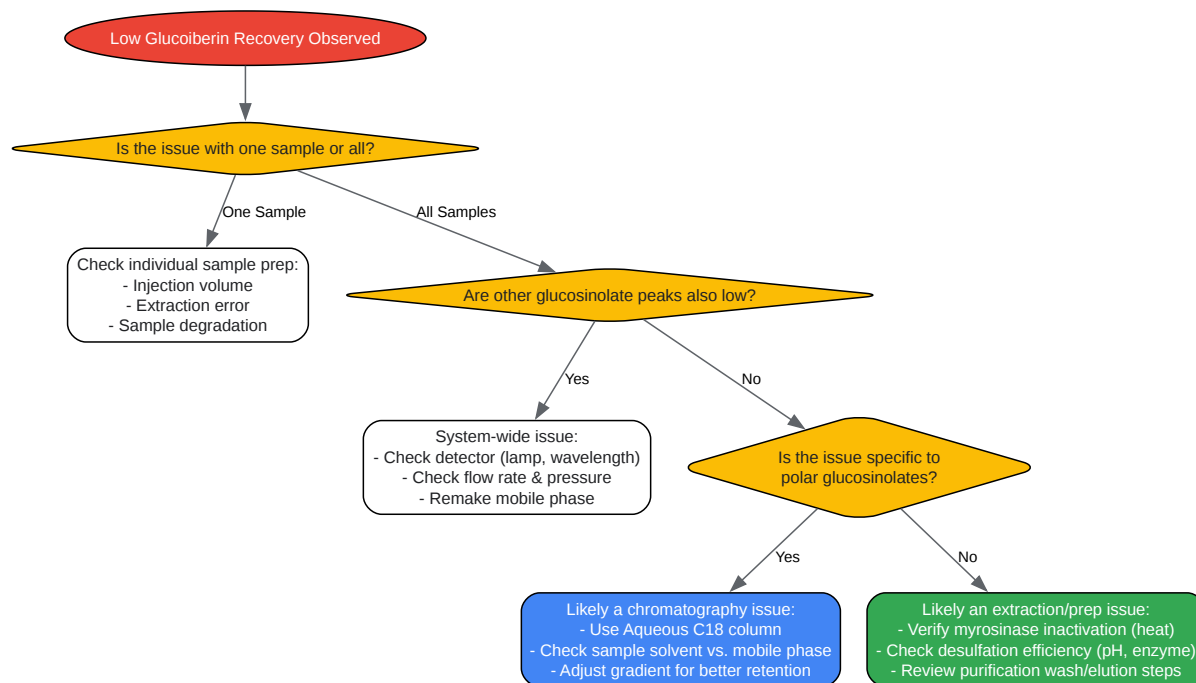 Low Glucoiberin Recovery Observed
Is the issue with one sample or all?
One Sample
All Samples
Check individual sample prep:
- Injection volume
- Extraction error
- Sample degradation
Are other glucosinolate peaks also low?
Yes
No
System-wide issue:
- Check detector (lamp, wavelength)
- Check flow rate & pressure
- Remake mobile phase
Is the issue specific to
polar glucosinolates?
Yes
No
Likely a chromatography issue:
- Use Aqueous C18 column
- Check sample solvent vs. mobile phase
- Adjust gradient for better retention
Likely an extraction/prep issue:
- Verify myrosinase inactivation (heat)
- Check desulfation efficiency (pH, enzyme)
- Review purification wash/elution steps